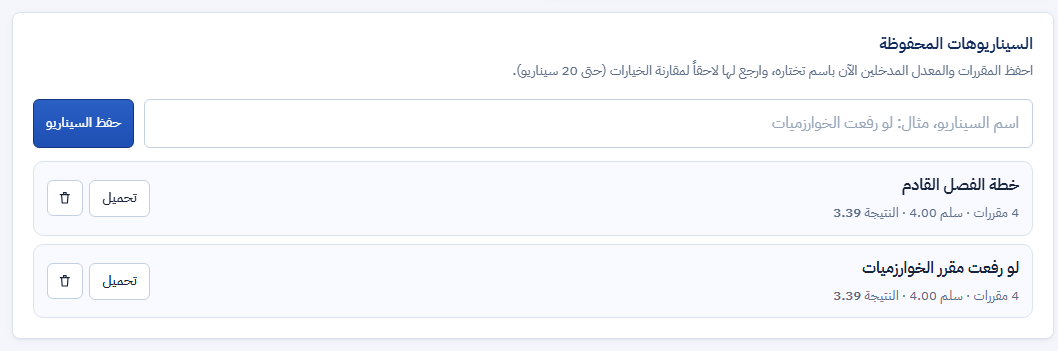 السيناريوهات المحفوظة
احفظ المقررات والمعدل المدخلين الآن باسم تختاره، وارجع لها لاحقاً لمقارنة الخيارات (حتى 20 سيناريو).
اسم السيناريو، مثال: لو رفعت الخوارزميات
حفظ السيناريو
خطة الفصل القادم
4 مقررات · سلم 4.00 · النتيجة 3.39
تحميل
لو رفعت مقرر الخوارزميات
4 مقررات · سلم 4.00 · النتيجة 3.39
تحميل